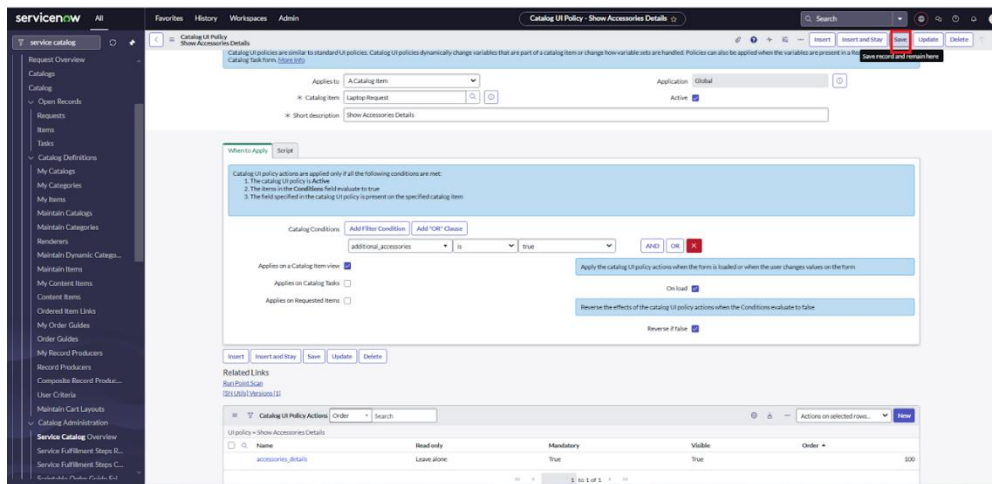 servicenow All Favorites History Workspaces Admin Catalog UI Policy - Show Accessories Details Search
service catalog
Catalog UI Policy
Show Accessories Details
Insert Insert and Stay Save Update Delete
Save record and remain here
Catalog UI policies are similar to standard UI policies. Catalog UI policies dynamically change variables that are part of a catalog item or change how variable sets are handled. Policies can also be applied when the variables are present in a
Catalog Task form. More Info
Applies to A Catalog Item Application Global
* Catalog item Laptop Request Active
* Short description Show Accessories Details
Request Overview
Catalogs
Catalog
Open Records
Requests
Items
Tasks
Catalog Definitions
My Catalogs
My Categories
My Items
Maintain Catalogs
Maintain Categories
Renderers
Maintain Dynamic Catego...
Maintain Items
My Content Items
Content Items
Ordered Item Links
My Order Guides
Order Guides
My Record Producers
Record Producers
Composite Record Produc...
User Criteria
Maintain Cart Layouts
Catalog Administration
Service Catalog Overview
Service Fulfillment Steps R...
Service Fulfillment Steps C...
When to Apply Script
Catalog UI policy actions are applied only if all the following conditions are met:
1. The catalog UI policy is Active
2. The items in the Conditions field evaluate to true
3. The field specified in the catalog UI policy is present on the specified catalog item
Catalog Conditions Add Filter Condition Add "OR" Clause
additional_accessories is true AND OR X
Applies on a Catalog Item view
Apply the catalog UI policy actions when the form is loaded or when the user changes values on the form
Applies on Catalog Tasks
On load
Applies on Requested Items
Reverse the effects of the catalog UI policy actions when the Conditions evaluate to false
Reverse if false
Insert Insert and Stay Save Update Delete
Related Links
Run Point Scan
[SN Utils] Versions (1)
Catalog UI Policy Actions Order Search Actions on selected rows... New
UI policy = Show Accessories Details
Name Read only Mandatory Visible Order
accessories_details Leave alone True True 100
1 to 1 of 1